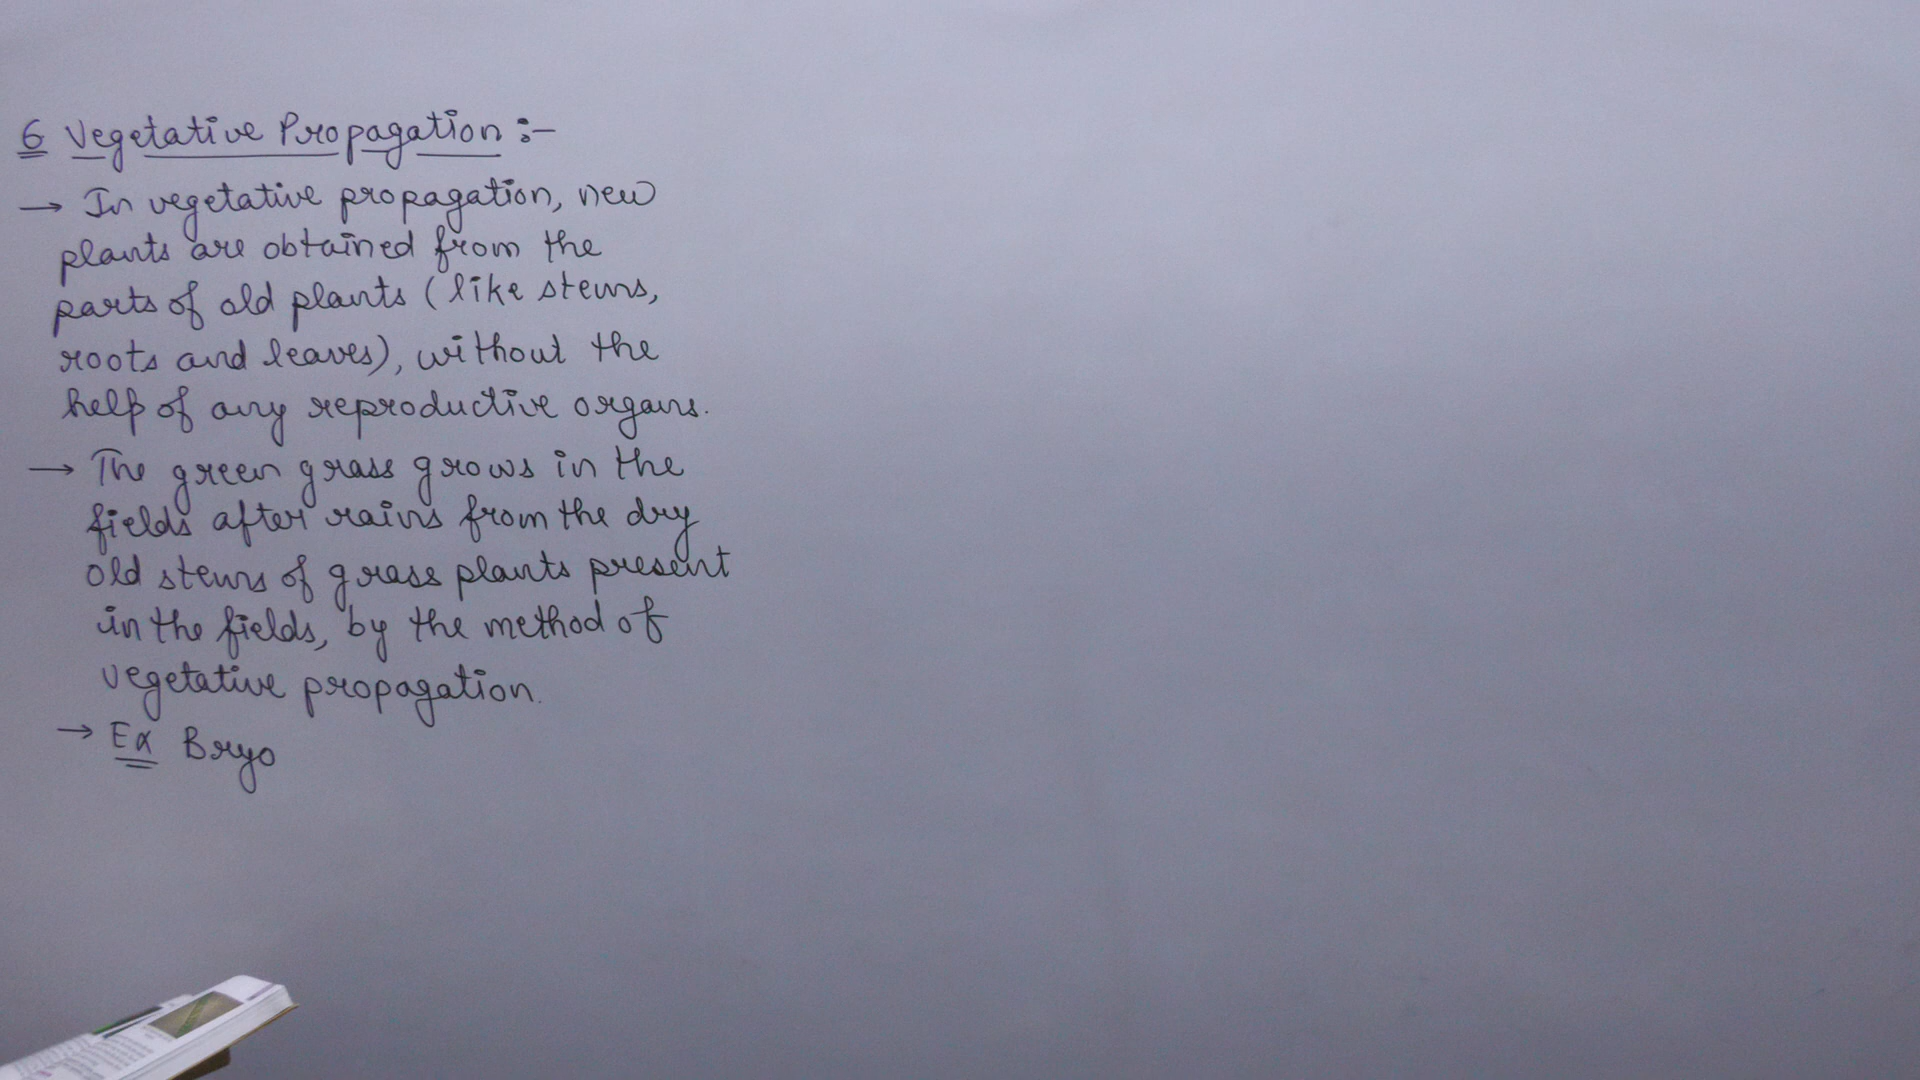 6 Vegetative Propagation :-
→ In vegetative propagation, new
plants are obtained from the
parts of old plants (like stems,
roots and leaves), without the
help of any reproductive organs.
→ The green grass grows in the
fields after rains from the dry
old stems of grass plants present
in the fields, by the method of
vegetative propagation.
→ Ex Bryo